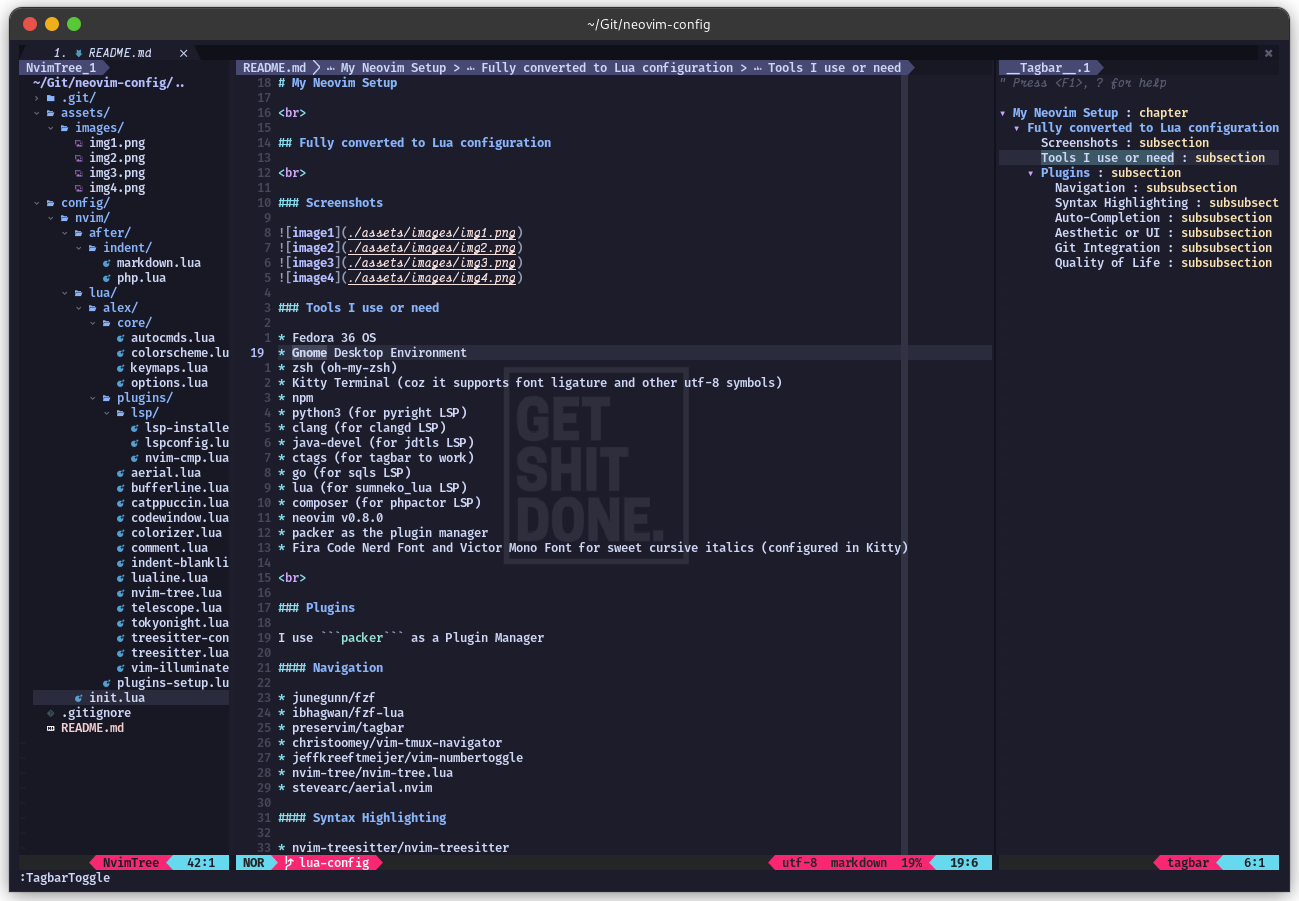 ~/Git/neovim-config
1. README.md ×
NvimTree_1
~/Git/neovim-config/..
.git/
assets/
images/
img1.png
img2.png
img3.png
img4.png
config/
nvim/
after/
indent/
markdown.lua
php.lua
lua/
alex/
core/
autocmds.lua
colorscheme.lu
keymaps.lua
options.lua
plugins/
lsp/
lsp-installe
lspconfig.lu
nvim-cmp.lua
aerial.lua
bufferline.lua
catppuccin.lua
codewindow.lua
colorizer.lua
comment.lua
indent-blankli
lualine.lua
nvim-tree.lua
telescope.lua
tokyonight.lua
treesitter-con
treesitter.lua
vim-illuminate
plugins-setup.lu
init.lua
.gitignore
README.md
NvimTree 42:1
README.md > My Neovim Setup > Fully converted to Lua configuration > Tools I use or need
18 # My Neovim Setup
17
16 <br>
15
14 ## Fully converted to Lua configuration
13
12 <br>
11
10 ### Screenshots
9
8 ![image1](./assets/images/img1.png)
7 ![image2](./assets/images/img2.png)
6 ![image3](./assets/images/img3.png)
5 ![image4](./assets/images/img4.png)
4
3 ### Tools I use or need
2
1 * Fedora 36 OS
19 * Gnome Desktop Environment
1 * zsh (oh-my-zsh)
2 * Kitty Terminal (coz it supports font ligature and other utf-8 symbols)
3 * npm
4 * python3 (for pyright LSP)
5 * clang (for clangd LSP)
6 * java-devel (for jdtls LSP)
7 * ctags (for tagbar to work)
8 * go (for sqls LSP)
9 * lua (for sumneko_lua LSP)
10 * composer (for phpactor LSP)
11 * neovim v0.8.0
12 * packer as the plugin manager
13 * Fira Code Nerd Font and Victor Mono Font for sweet cursive italics (configured in Kitty)
14
15 <br>
16
17 ### Plugins
18
19 I use ```packer``` as a Plugin Manager
20
21 #### Navigation
22
23 * junegunn/fzf
24 * ibhagwan/fzf-lua
25 * preservim/tagbar
26 * christoomey/vim-tmux-navigator
27 * jeffkreeftmeijer/vim-numbertoggle
28 * nvim-tree/nvim-tree.lua
29 * stevearc/aerial.nvim
30
31 #### Syntax Highlighting
32
33 * nvim-treesitter/nvim-treesitter
GET
SHIT
DONE.
NOR lua-config utf-8 markdown 19% 19:6
__Tagbar__.1
" Press <F1>, ? for help
My Neovim Setup : chapter
Fully converted to Lua configuration
Screenshots : subsection
Tools I use or need : subsection
Plugins : subsection
Navigation : subsubsection
Syntax Highlighting : subsubsect
Auto-Completion : subsubsection
Aesthetic or UI : subsubsection
Git Integration : subsubsection
Quality of Life : subsubsection
tagbar 6:1
:TagbarToggle